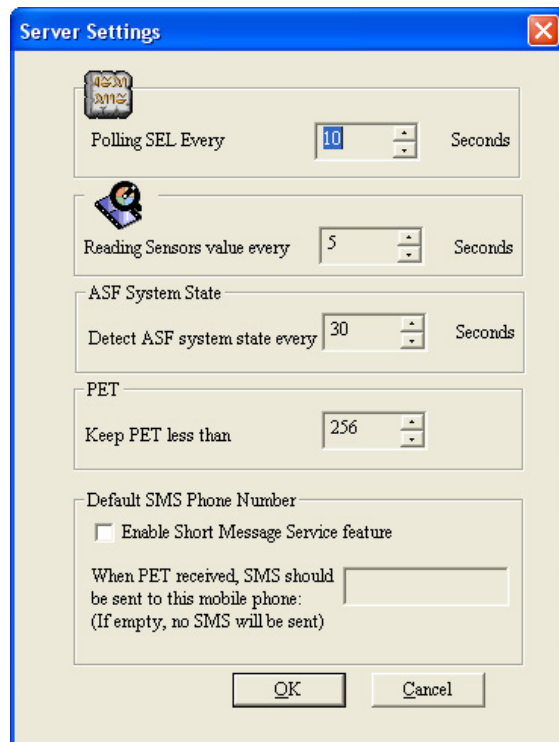 Server Settings
Polling SEL Every 10 Seconds
Reading Sensors value every 5 Seconds
ASF System State
Detect ASF system state every 30 Seconds
PET
Keep PET less than 256
Default SMS Phone Number
Enable Short Message Service feature
When PET received, SMS should
be sent to this mobile phone:
(If empty, no SMS will be sent)
OK Cancel